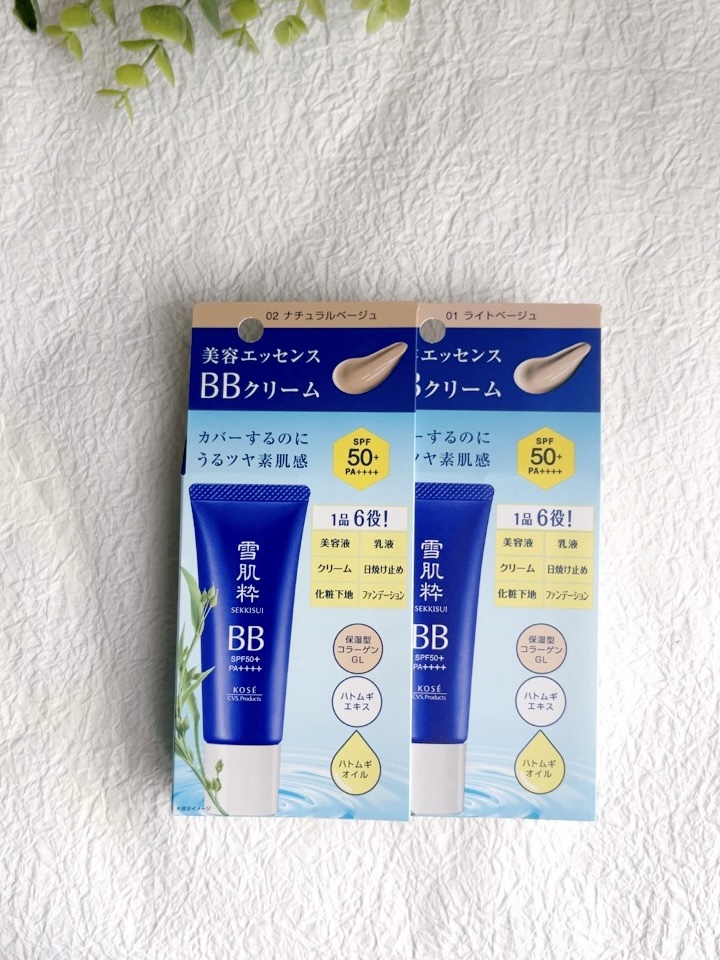 02 ナチュラルベージュ
美容エッセンス
BBクリーム
カバーするのに
うるツヤ素肌感
SPF
50+
PA++++
1品6役!
美容液 乳液
クリーム 日焼け止め
化粧下地 ファンデーション
雪肌粋
SEKKISUI
BB
SPF50+
PA++++
KOSÉ
CVS.Products
保湿型
コラーゲン
GL
ハトムギ
エキス
ハトムギ
オイル
*成分イメージ
01 ライトベージュ
エッセンス
クリーム
ーするのに
ツヤ素肌感
SPF
50+
PA++++
1品6役!
美容液 乳液
クリーム 日焼け止め
化粧下地 ファンデーション
雪肌粋
SEKKISUI
BB
SPF50+
PA++++
KOSÉ
CVS.Products
保湿型
コラーゲン
GL
ハトムギ
エキス
ハトムギ
オイル